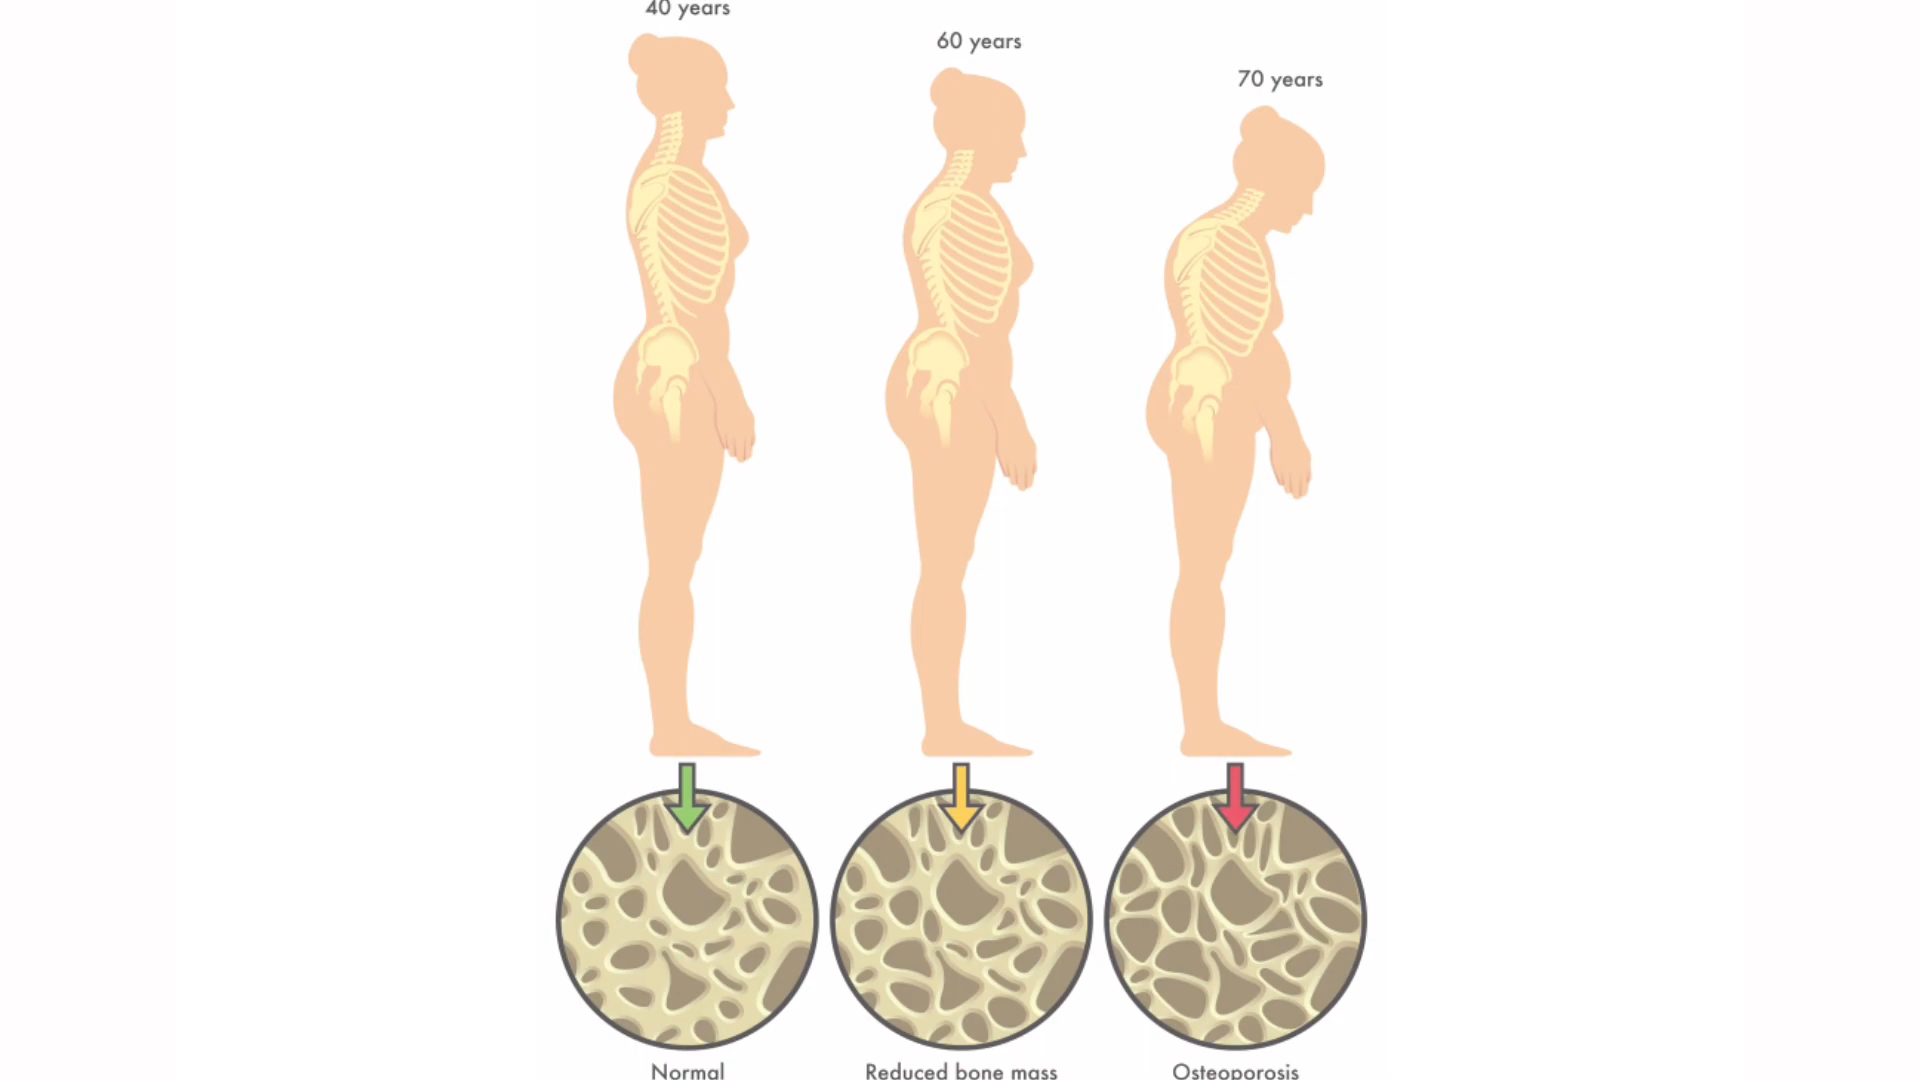 40 years
60 years
70 years
Normal
Reduced bone mass
Osteoporosis